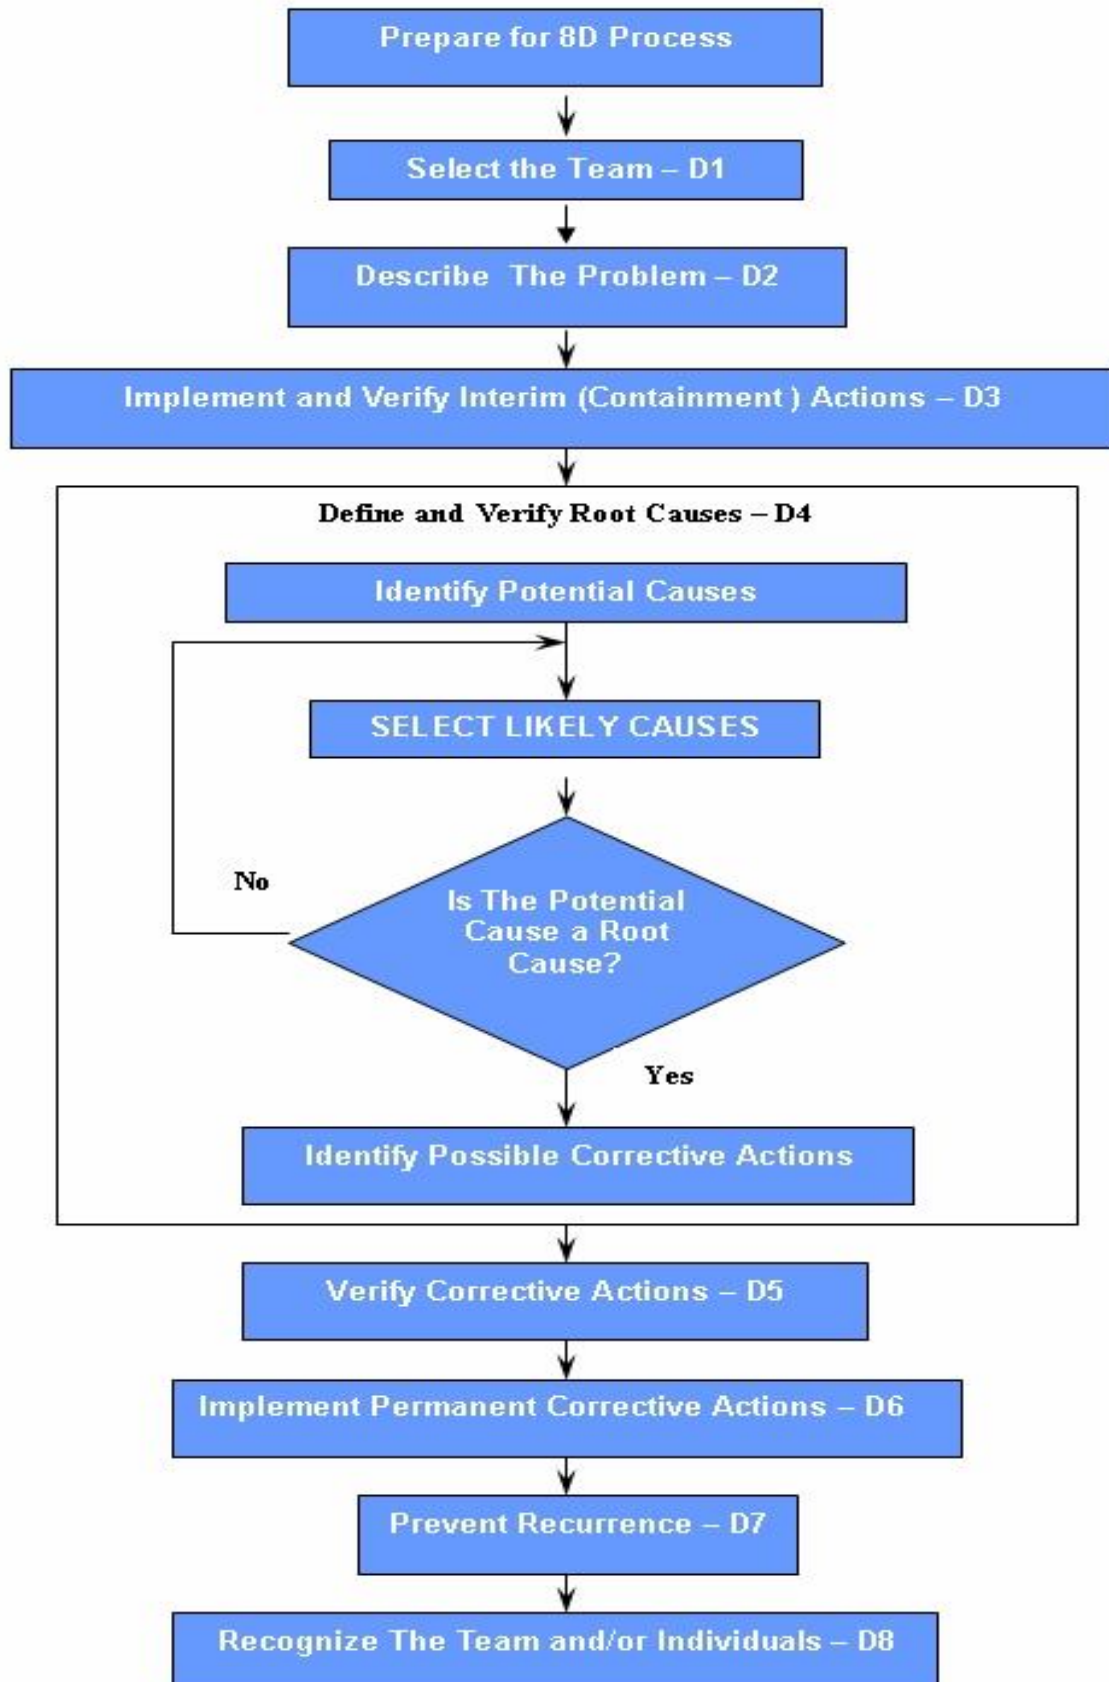 Prepare for 8D Process
Select the Team – D1
Describe The Problem – D2
Implement and Verify Interim (Containment ) Actions – D3
Define and Verify Root Causes – D4
Identify Potential Causes
SELECT LIKELY CAUSES
No
Is The Potential
Cause a Root
Cause?
Yes
Identify Possible Corrective Actions
Verify Corrective Actions – D5
Implement Permanent Corrective Actions – D6
Prevent Recurrence – D7
Recognize The Team and/or Individuals – D8